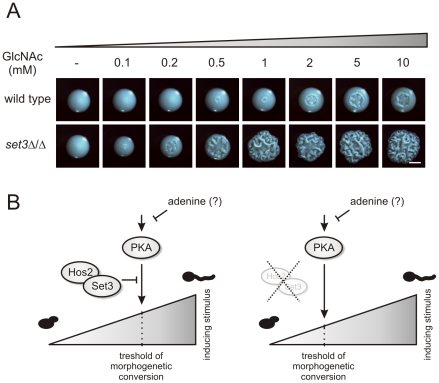 A
GlcNAc
(mM)
- 0.1 0.2 0.5 1 2 5 10
wild type
set3Δ/Δ
B
adenine (?)
PKA
Hos2
Set3
inducing stimulus
treshold of
morphogenetic
conversion
adenine (?)
PKA
Hos2
Set3
inducing stimulus
treshold of
morphogenetic
conversion